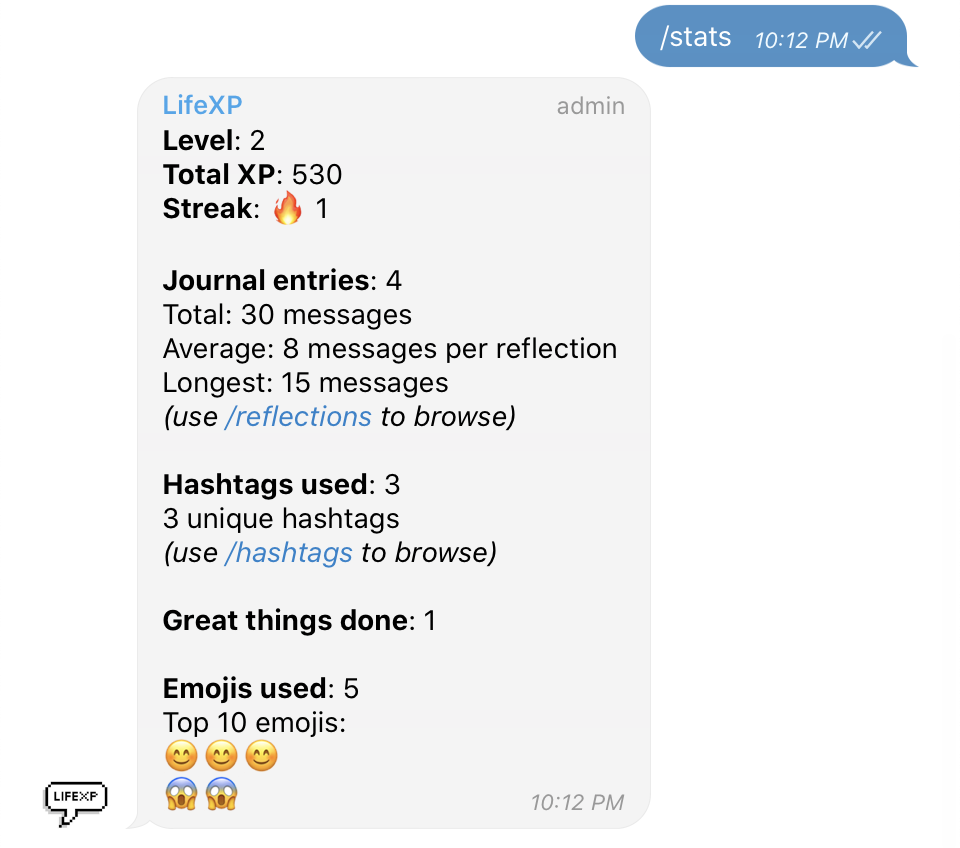 /stats 10:12 PM
LifeXP admin
Level: 2
Total XP: 530
Streak: 🔥 1
Journal entries: 4
Total: 30 messages
Average: 8 messages per reflection
Longest: 15 messages
(use /reflections to browse)
Hashtags used: 3
3 unique hashtags
(use /hashtags to browse)
Great things done: 1
Emojis used: 5
Top 10 emojis:
😊😊😊
😱😱
LIFEXP
10:12 PM